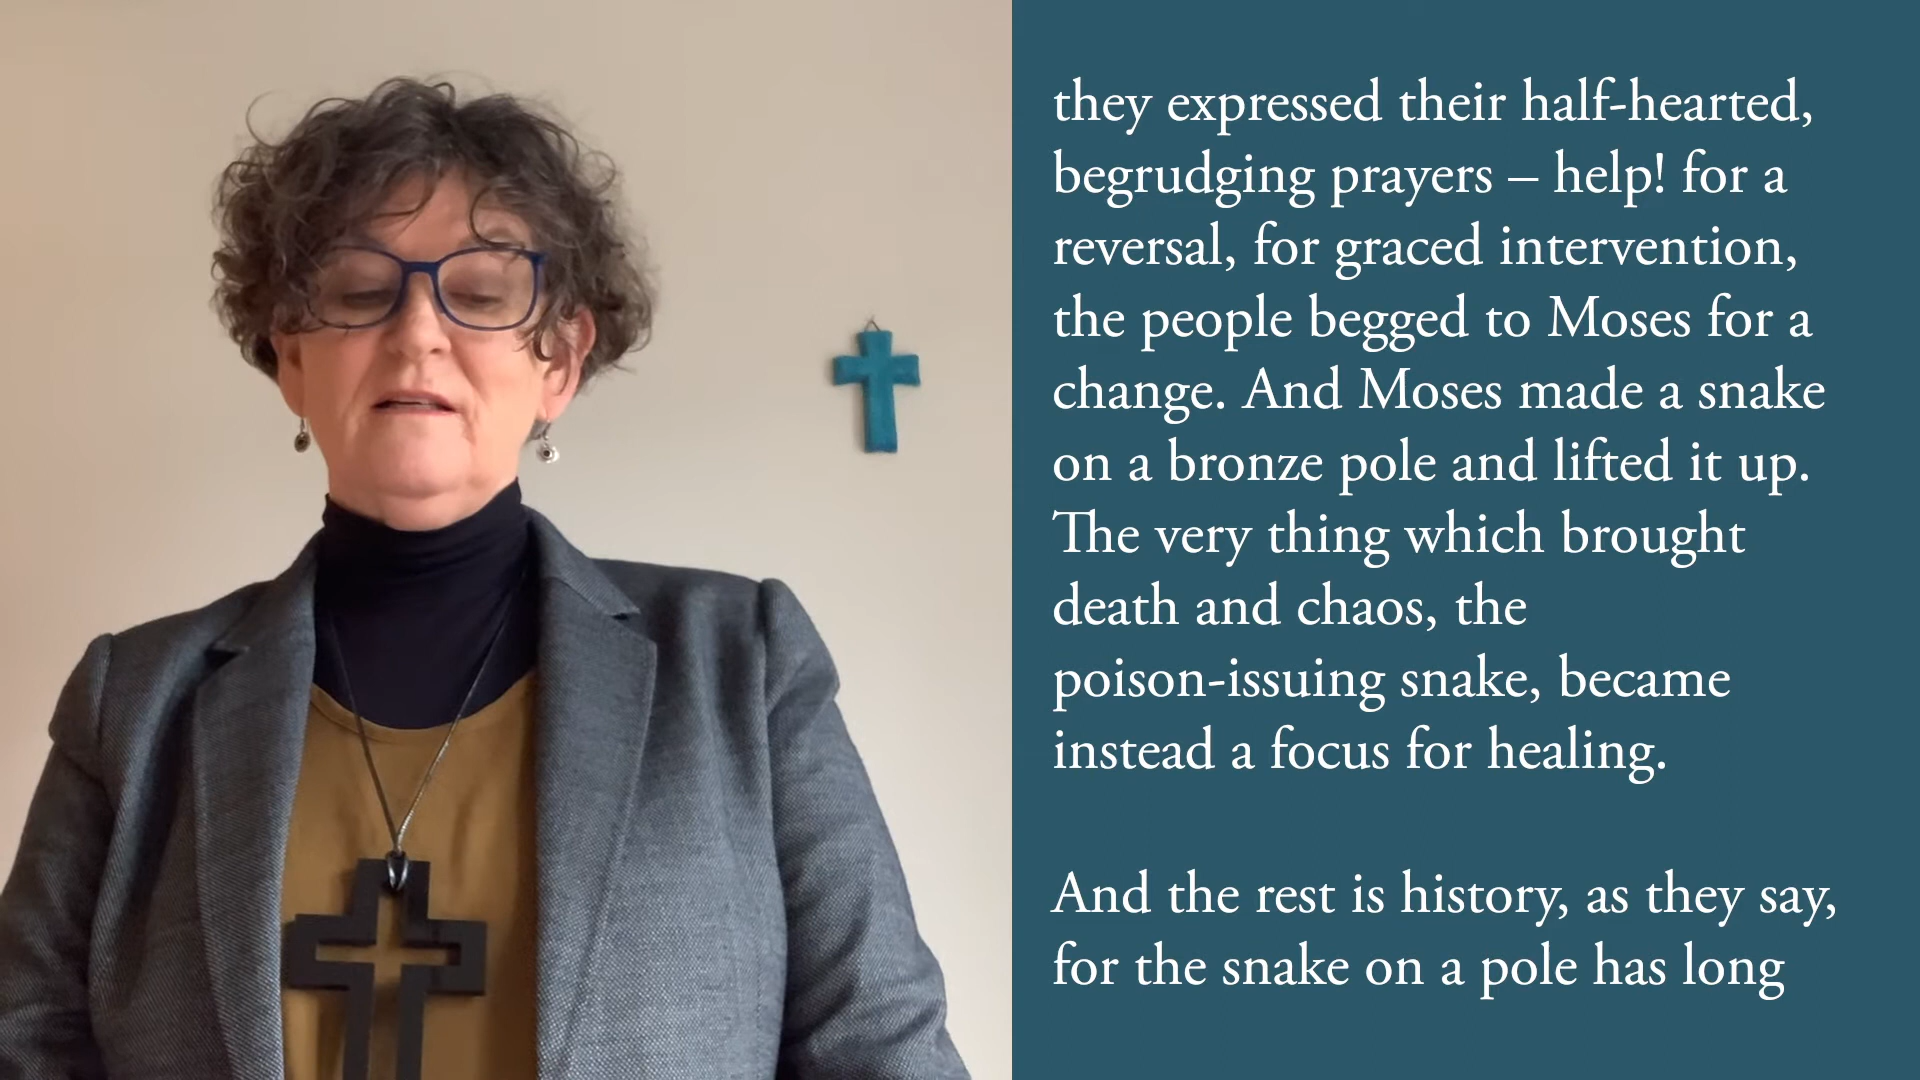 they expressed their half-hearted,
begrudging prayers – help! for a
reversal, for graced intervention,
the people begged to Moses for a
change. And Moses made a snake
on a bronze pole and lifted it up.
The very thing which brought
death and chaos, the
poison-issuing snake, became
instead a focus for healing.
And the rest is history, as they say,
for the snake on a pole has long